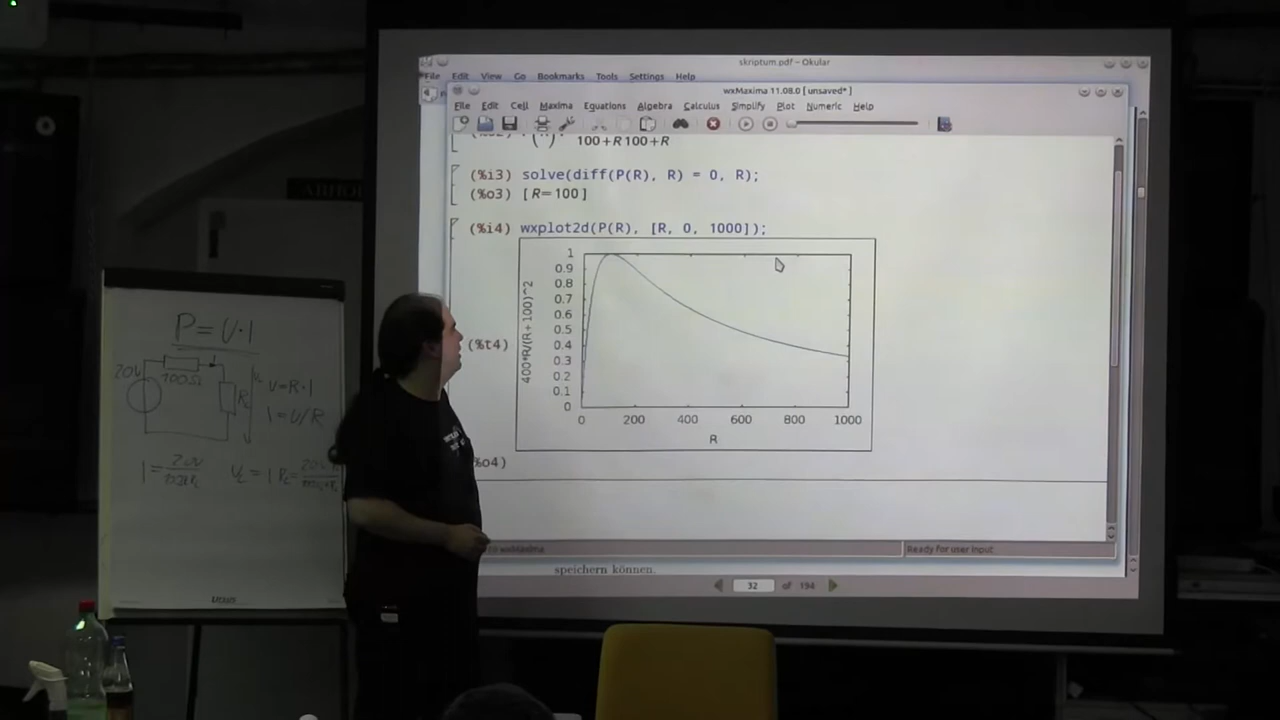 skriptum.pdf – Okular
File Edit View Go Bookmarks Tools Settings Help
wxMaxima 11.08.0 [ unsaved* ]
File Edit Cell Maxima Equations Algebra Calculus Simplify Plot Numeric Help
100+R 100+R
(%i3) solve(diff(P(R), R) = 0, R);
(%o3) [R=100]
(%i4) wxplot2d(P(R), [R, 0, 1000]);
(%t4)
400*R/(R+100)^2
1
0.9
0.8
0.7
0.6
0.5
0.4
0.3
0.2
0.1
0
0 200 400 600 800 1000
R
%o4)
Ready for user input
speichern können.
32 of 194
P=U·I
20V
100Ω
U=R·I
I=U/R